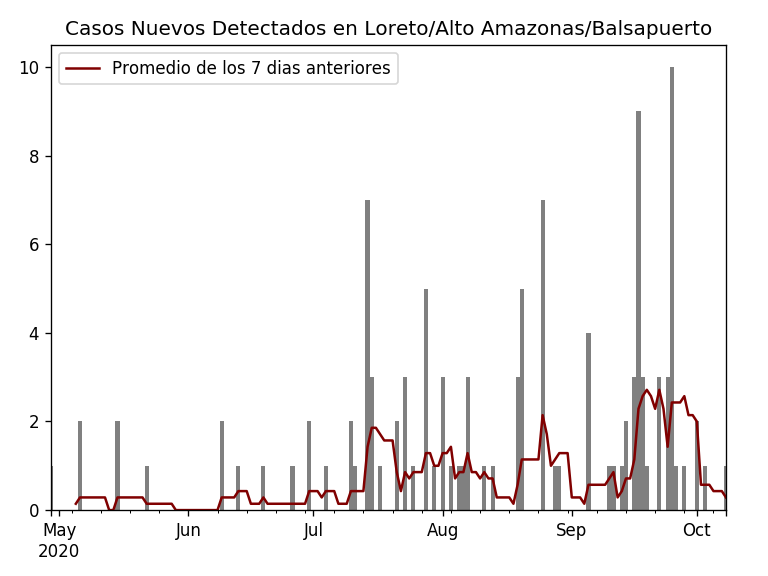 Casos Nuevos Detectados en Loreto/Alto Amazonas/Balsapuerto
Promedio de los 7 dias anteriores
10
8
6
4
2
0
May Jun Jul Aug Sep Oct
2020